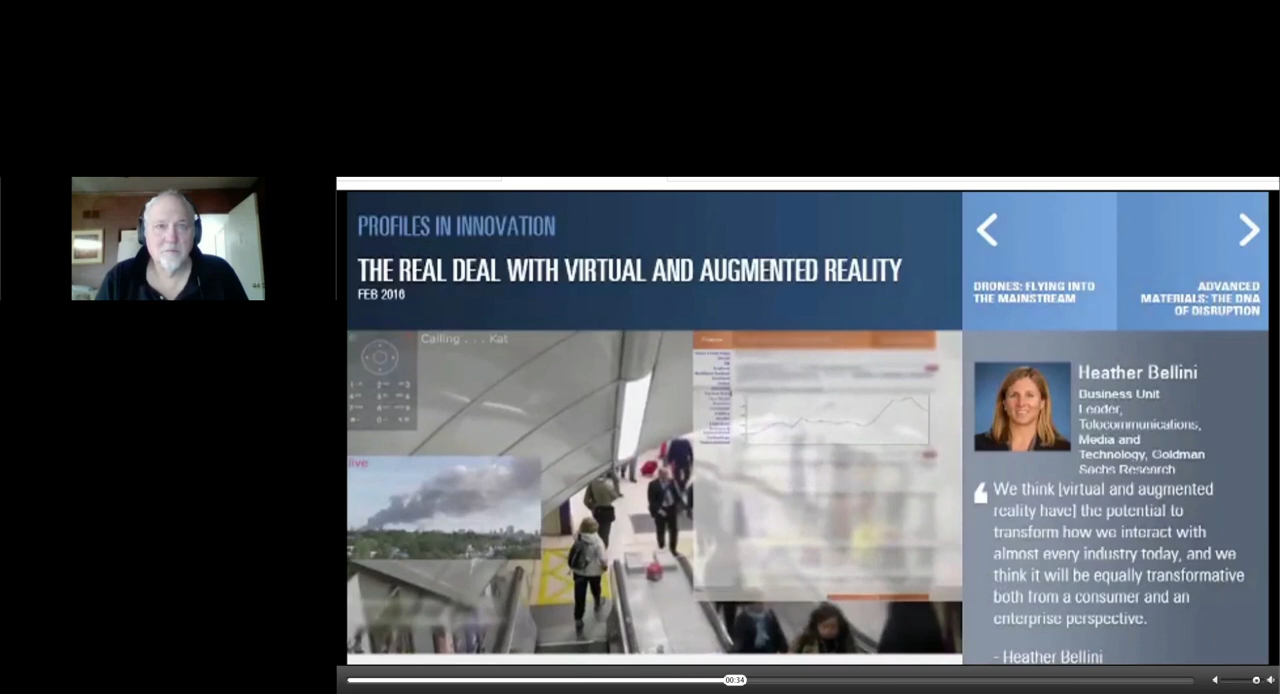 PROFILES IN INNOVATION
THE REAL DEAL WITH VIRTUAL AND AUGMENTED REALITY
FEB 2016
DRONES: FLYING INTO
THE MAINSTREAM
ADVANCED
MATERIALS: THE DNA
OF DISRUPTION
Calling . . . Kat
live
Heather Bellini
Business Unit
Leader,
Telecommunications,
Media and
Technology, Goldman
Sachs Research
We think [virtual and augmented
reality have] the potential to
transform how we interact with
almost every industry today, and we
think it will be equally transformative
both from a consumer and an
enterprise perspective.
- Heather Bellini
00:34